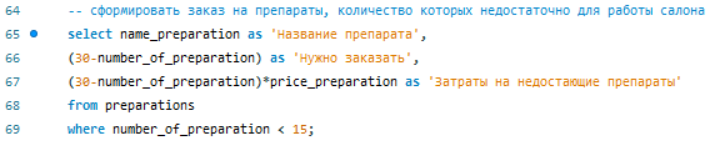 64 -- сформировать заказ на препараты, количество которых недостаточно для работы салона
65 select name_preparation as 'Название препарата',
66 (30-number_of_preparation) as 'Нужно заказать',
67 (30-number_of_preparation)*price_preparation as 'Затраты на недостающие препараты'
68 from preparations
69 where number_of_preparation < 15;